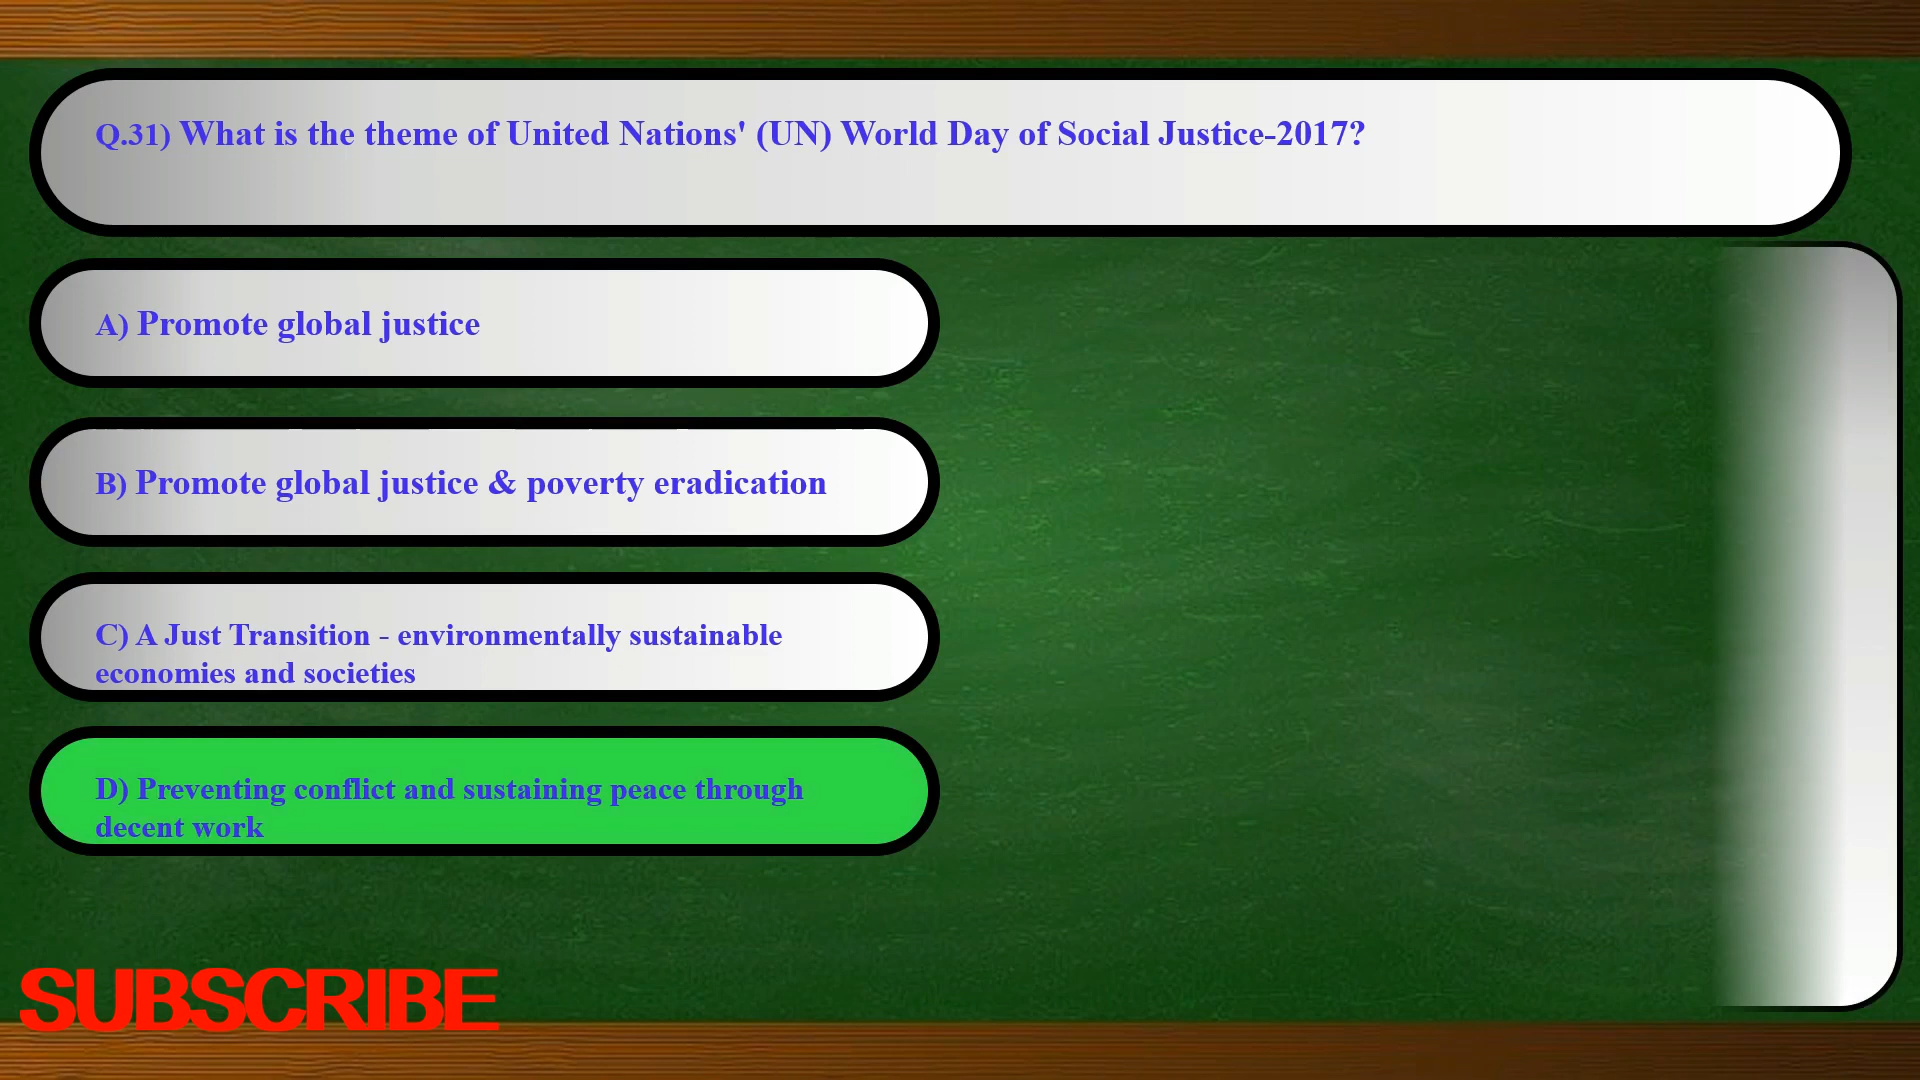 Q.31) What is the theme of United Nations' (UN) World Day of Social Justice-2017?
A) Promote global justice
B) Promote global justice & poverty eradication
C) A Just Transition - environmentally sustainable
economies and societies
D) Preventing conflict and sustaining peace through
decent work
SUBSCRIBE